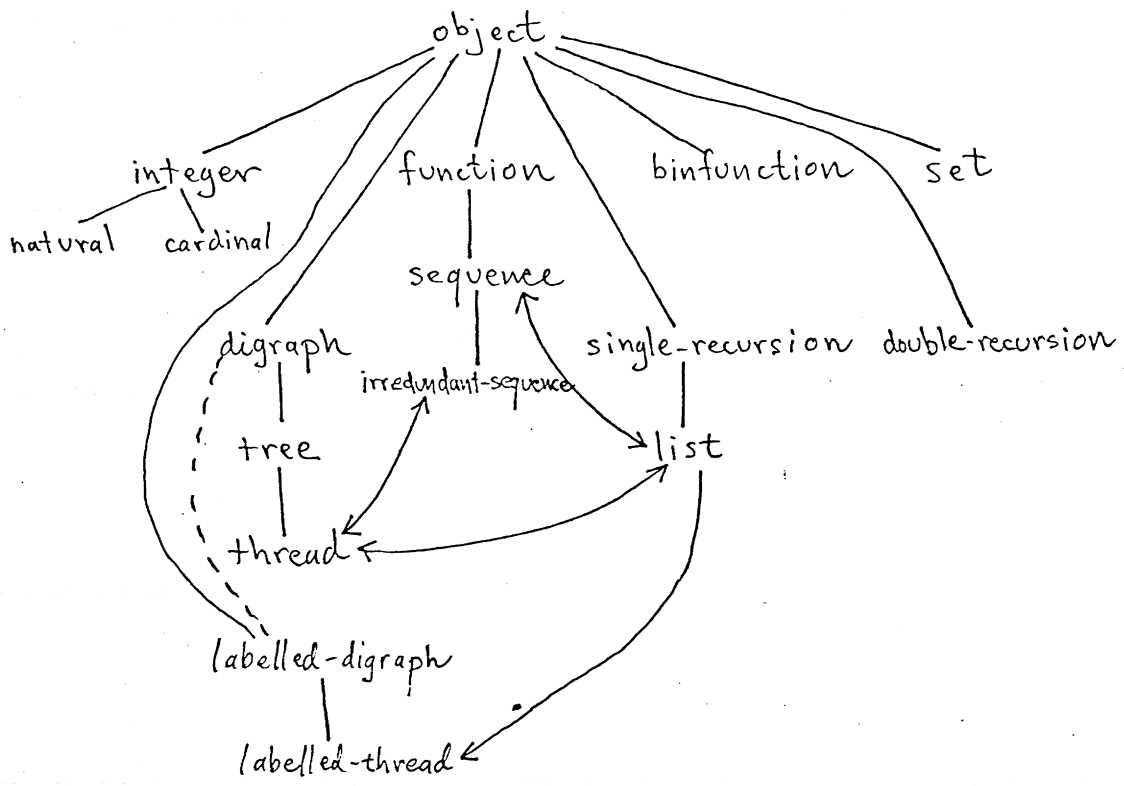 object
integer
function
binfunction
set
natural
cardinal
sequence
digraph
single-recursion
double-recursion
irredundant-sequence
tree
list
thread
labelled-digraph
labelled-thread